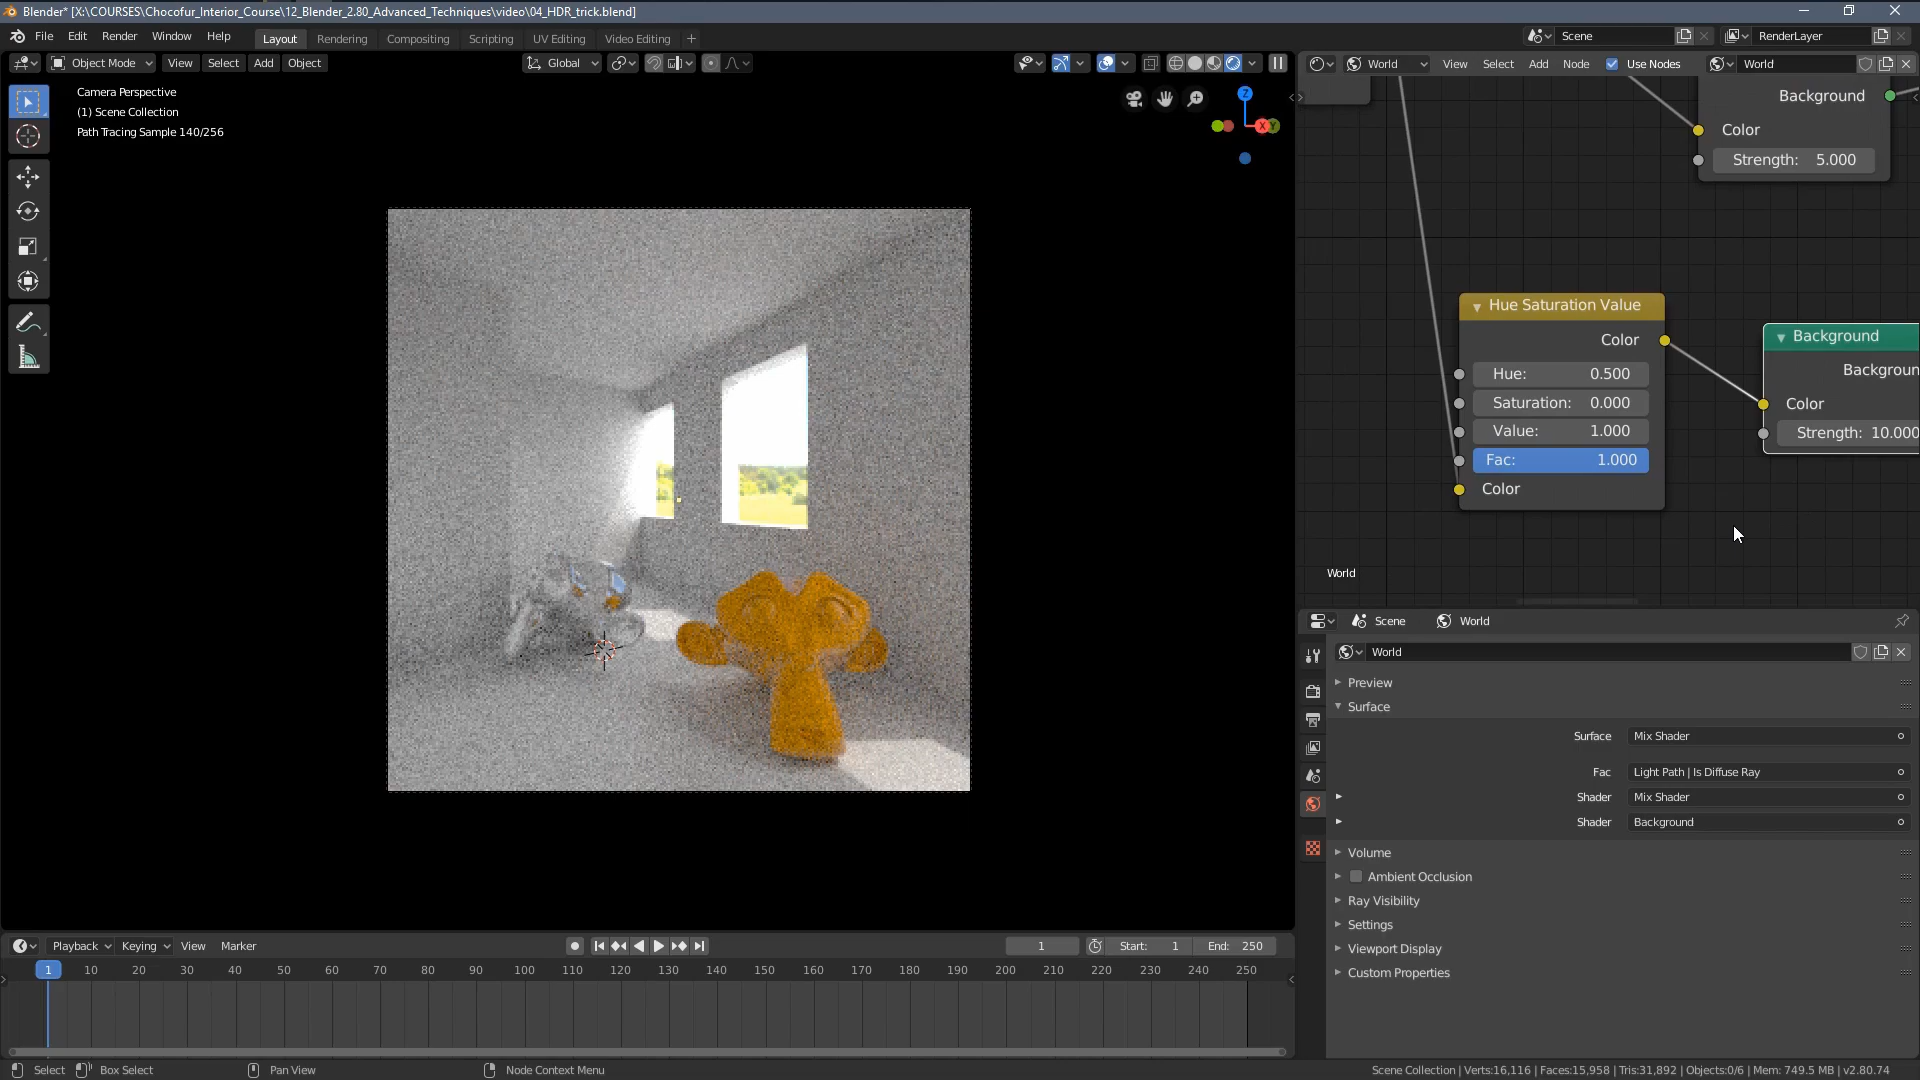 Blender* [X:\COURSES\Chocofur_Interior_Course\12_Blender_2.80_Advanced_Techniques\video\04_HDR_trick.blend]
File Edit Render Window Help Layout Rendering Compositing Scripting UV Editing Video Editing + Scene RenderLayer
Object Mode View Select Add Object Global World View Select Add Node Use Nodes World
Camera Perspective
(1) Scene Collection
Path Tracing Sample 140/256
Z
X
Y
Background
Color
Strength: 5.000
Hue Saturation Value
Color
Hue: 0.500
Saturation: 0.000
Value: 1.000
Fac: 1.000
Color
Background
Backgroun
Color
Strength: 10.000
World
Scene World
World
Preview
Surface
Surface Mix Shader
Fac Light Path | Is Diffuse Ray
Shader Mix Shader
Shader Background
Volume
Ambient Occlusion
Ray Visibility
Settings
Viewport Display
Custom Properties
Playback Keying View Marker 1 Start: 1 End: 250
1 10 20 30 40 50 60 70 80 90 100 110 120 130 140 150 160 170 180 190 200 210 220 230 240 250
Select Box Select Pan View Node Context Menu Scene Collection | Verts:16,116 | Faces:15,958 | Tris:31,892 | Objects:0/6 | Mem: 749.5 MB | v2.80.74